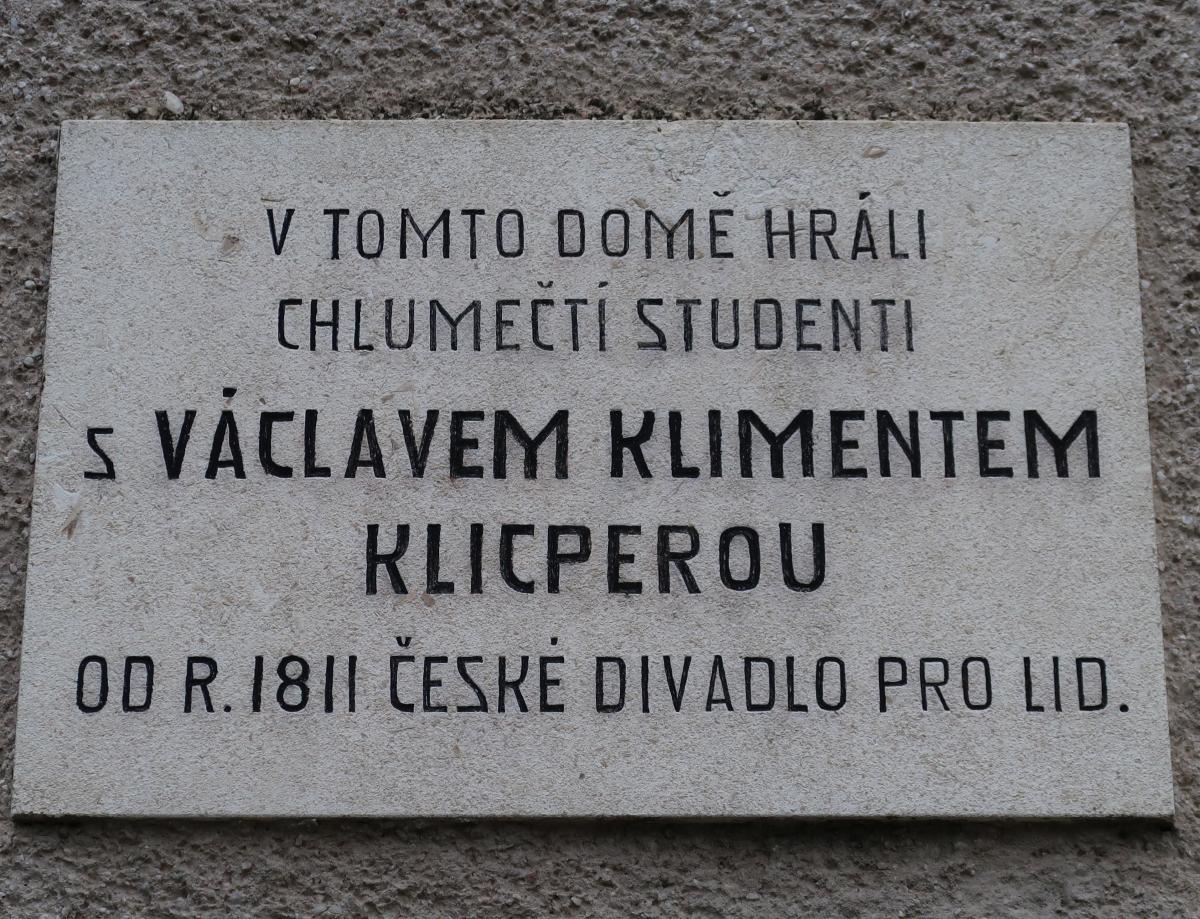 V TOMTO DOMĚ HRÁLI
CHLUMEČTÍ STUDENTI
S VÁCLAVEM KLIMENTEM
KLICPEROU
OD R. 1811 ČESKÉ DIVADLO PRO LID.